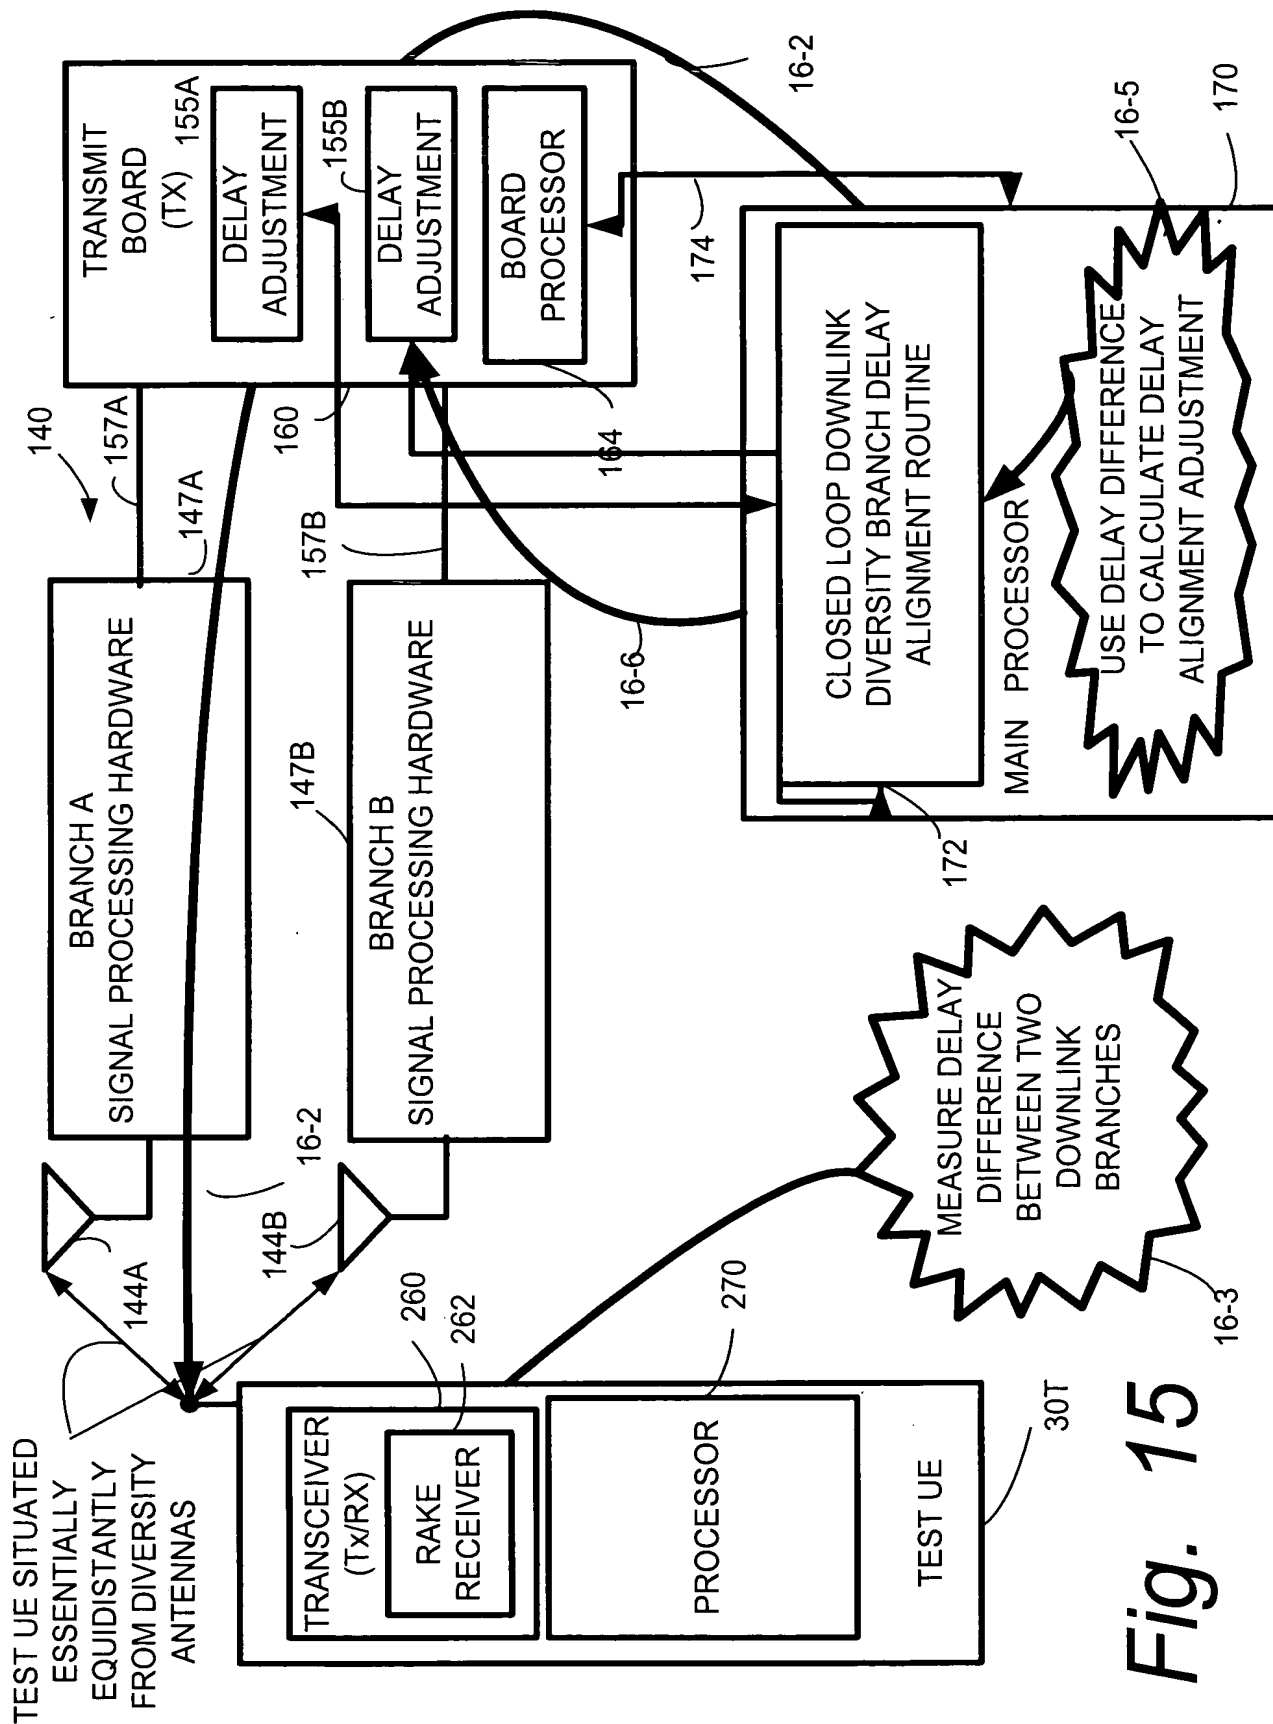 TEST UE SITUATED
ESSENTIALLY
EQUIDISTANTLY
FROM DIVERSITY
ANTENNAS
144A
BRANCH A
SIGNAL PROCESSING HARDWARE
147A
157A
140
TRANSMIT
BOARD
(TX)
155A
DELAY
ADJUSTMENT
155B
DELAY
ADJUSTMENT
BOARD
PROCESSOR
160
164
16-2
144B
BRANCH B
SIGNAL PROCESSING HARDWARE
147B
157B
16-2
16-6
174
TRANSCEIVER
(Tx/RX)
RAKE
RECEIVER
260
262
PROCESSOR
270
TEST UE
30T
MEASURE DELAY
DIFFERENCE
BETWEEN TWO
DOWNLINK
BRANCHES
16-3
CLOSED LOOP DOWNLINK
DIVERSITY BRANCH DELAY
ALIGNMENT ROUTINE
172
MAIN PROCESSOR
USE DELAY DIFFERENCE
TO CALCULATE DELAY
ALIGNMENT ADJUSTMENT
16-5
170
Fig. 15